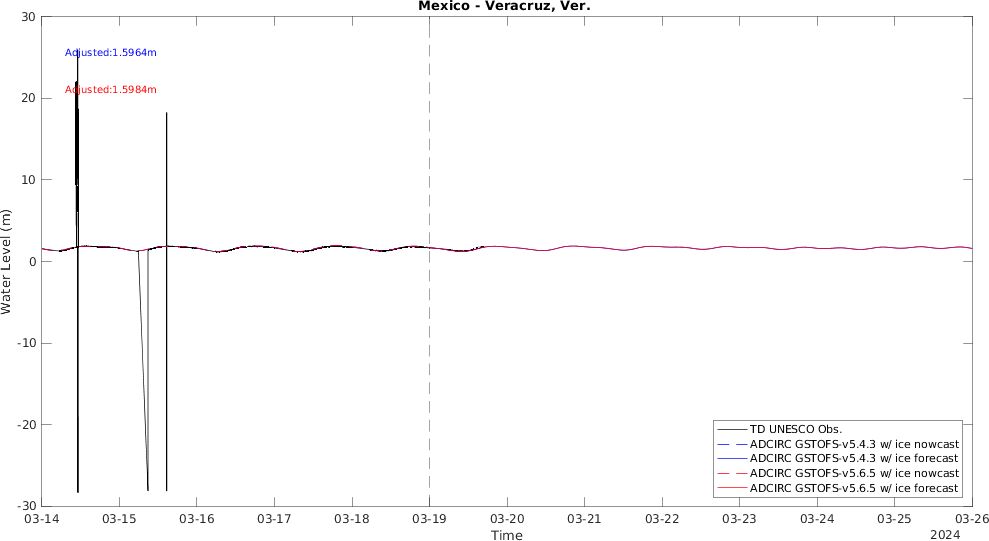 Mexico - Veracruz, Ver.
30
20
10
0
-10
-20
-30
Water Level (m)
Adjusted:1.5964m
Adjusted:1.5984m
TD UNESCO Obs.
ADCIRC GSTOFS-v5.4.3 w/ ice nowcast
ADCIRC GSTOFS-v5.4.3 w/ ice forecast
ADCIRC GSTOFS-v5.6.5 w/ ice nowcast
ADCIRC GSTOFS-v5.6.5 w/ ice forecast
03-14 03-15 03-16 03-17 03-18 03-19 03-20 03-21 03-22 03-23 03-24 03-25 03-26
Time
2024